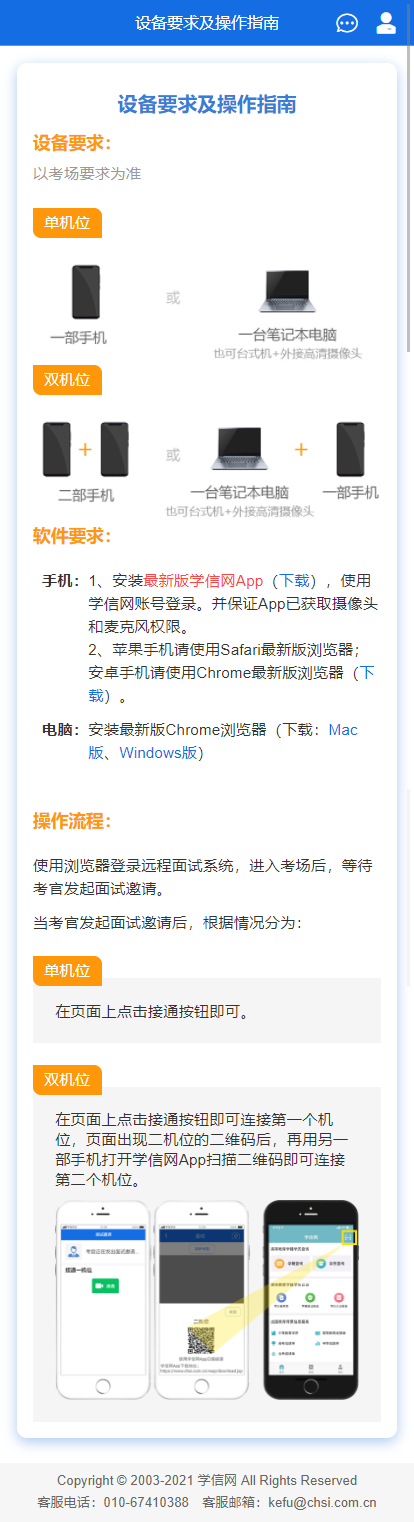 设备要求及操作指南
设备要求及操作指南
设备要求：
以考场要求为准
单机位
或
一部手机
一台笔记本电脑
也可台式机+外接高清摄像头
双机位
+
或
+
二部手机
一台笔记本电脑
一部手机
也可台式机+外接高清摄像头
软件要求：
手机：1、安装最新版学信网App（下载），使用
学信网账号登录。并保证App已获取摄像头
和麦克风权限。
2、苹果手机请使用Safari最新版浏览器；
安卓手机请使用Chrome最新版浏览器（下
载）。
电脑：安装最新版Chrome浏览器（下载：Mac
版、Windows版）
操作流程：
使用浏览器登录远程面试系统，进入考场后，等待
考官发起面试邀请。
当考官发起面试邀请后，根据情况分为：
单机位
在页面上点击接通按钮即可。
双机位
在页面上点击接通按钮即可连接第一个机
位，页面出现二机位的二维码后，再用另一
部手机打开学信网App扫描二维码即可连接
第二个机位。
二机位
学信网
Copyright © 2003-2021 学信网 All Rights Reserved
客服电话：010-67410388 客服邮箱：kefu@chsi.com.cn